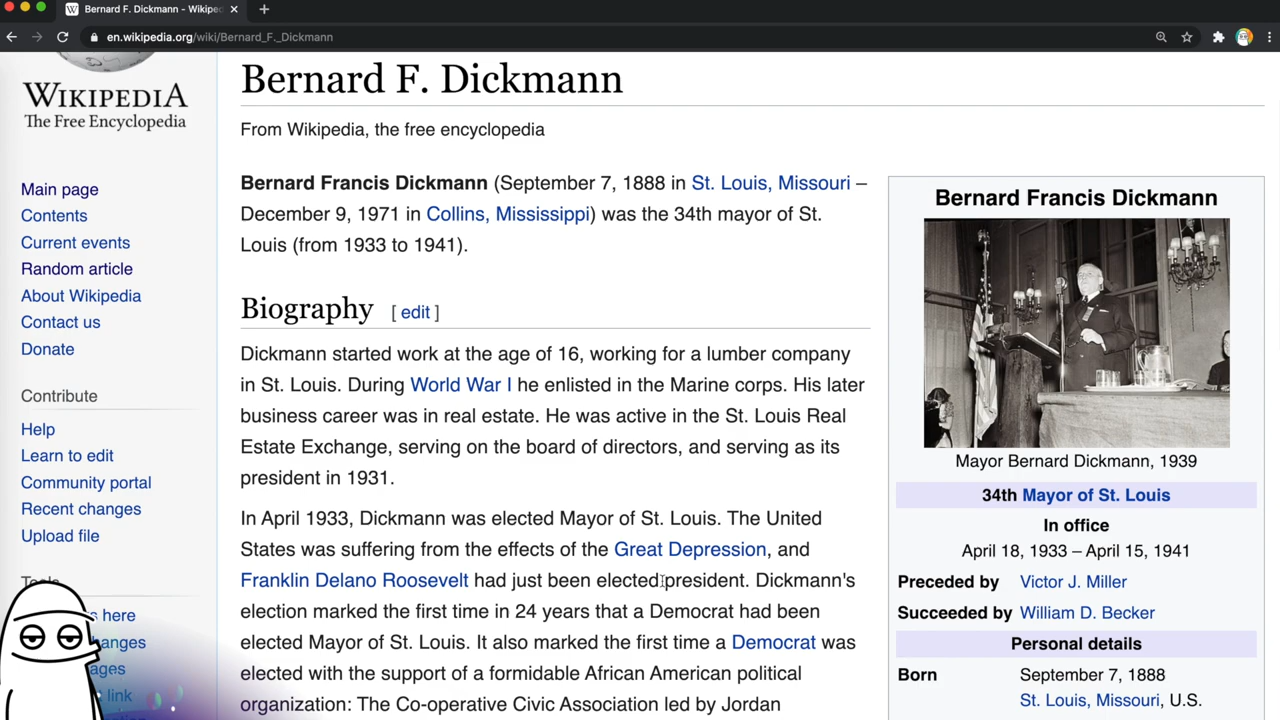 Bernard F. Dickmann - Wikiped
en.wikipedia.org/wiki/Bernard_F._Dickmann
WIKIPEDIA
The Free Encyclopedia
Main page
Contents
Current events
Random article
About Wikipedia
Contact us
Donate
Contribute
Help
Learn to edit
Community portal
Recent changes
Upload file
Tools
s here
hanges
ages
link
Bernard F. Dickmann
From Wikipedia, the free encyclopedia
Bernard Francis Dickmann (September 7, 1888 in St. Louis, Missouri –
December 9, 1971 in Collins, Mississippi) was the 34th mayor of St.
Louis (from 1933 to 1941).
Biography [ edit ]
Dickmann started work at the age of 16, working for a lumber company
in St. Louis. During World War I he enlisted in the Marine corps. His later
business career was in real estate. He was active in the St. Louis Real
Estate Exchange, serving on the board of directors, and serving as its
president in 1931.
In April 1933, Dickmann was elected Mayor of St. Louis. The United
States was suffering from the effects of the Great Depression, and
Franklin Delano Roosevelt had just been elected president. Dickmann's
election marked the first time in 24 years that a Democrat had been
elected Mayor of St. Louis. It also marked the first time a Democrat was
elected with the support of a formidable African American political
organization: The Co-operative Civic Association led by Jordan
Bernard Francis Dickmann
Mayor Bernard Dickmann, 1939
34th Mayor of St. Louis
In office
April 18, 1933 – April 15, 1941
Preceded by Victor J. Miller
Succeeded by William D. Becker
Personal details
Born September 7, 1888
St. Louis, Missouri, U.S.